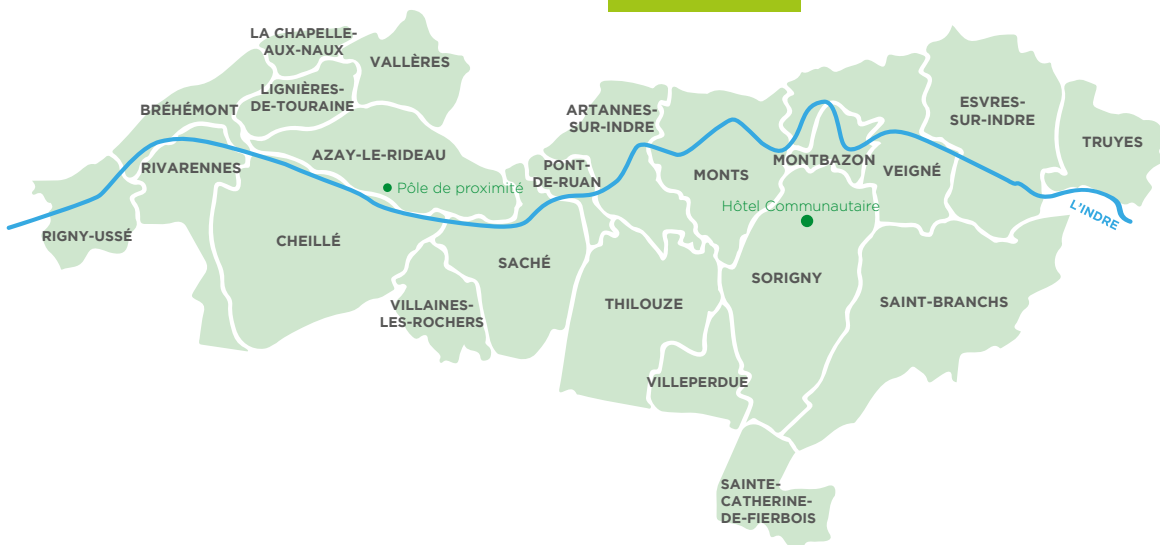 LA CHAPELLE-
AUX-NAUX
VALLÈRES
LIGNIÈRES-
DE-TOURAINE
BRÉHÉMONT
ARTANNES-
SUR-INDRE
ESVRES-
SUR-INDRE
TRUYES
AZAY-LE-RIDEAU
RIVARENNES
PONT-
DE-RUAN
MONTBAZON
MONTS
VEIGNÉ
Pôle de proximité
Hôtel Communautaire
L'INDRE
RIGNY-USSÉ
CHEILLÉ
SACHÉ
SORIGNY
VILLAINES-
LES-ROCHERS
THILOUZE
SAINT-BRANCHS
VILLEPERDUE
SAINTE-
CATHERINE-
DE-FIERBOIS